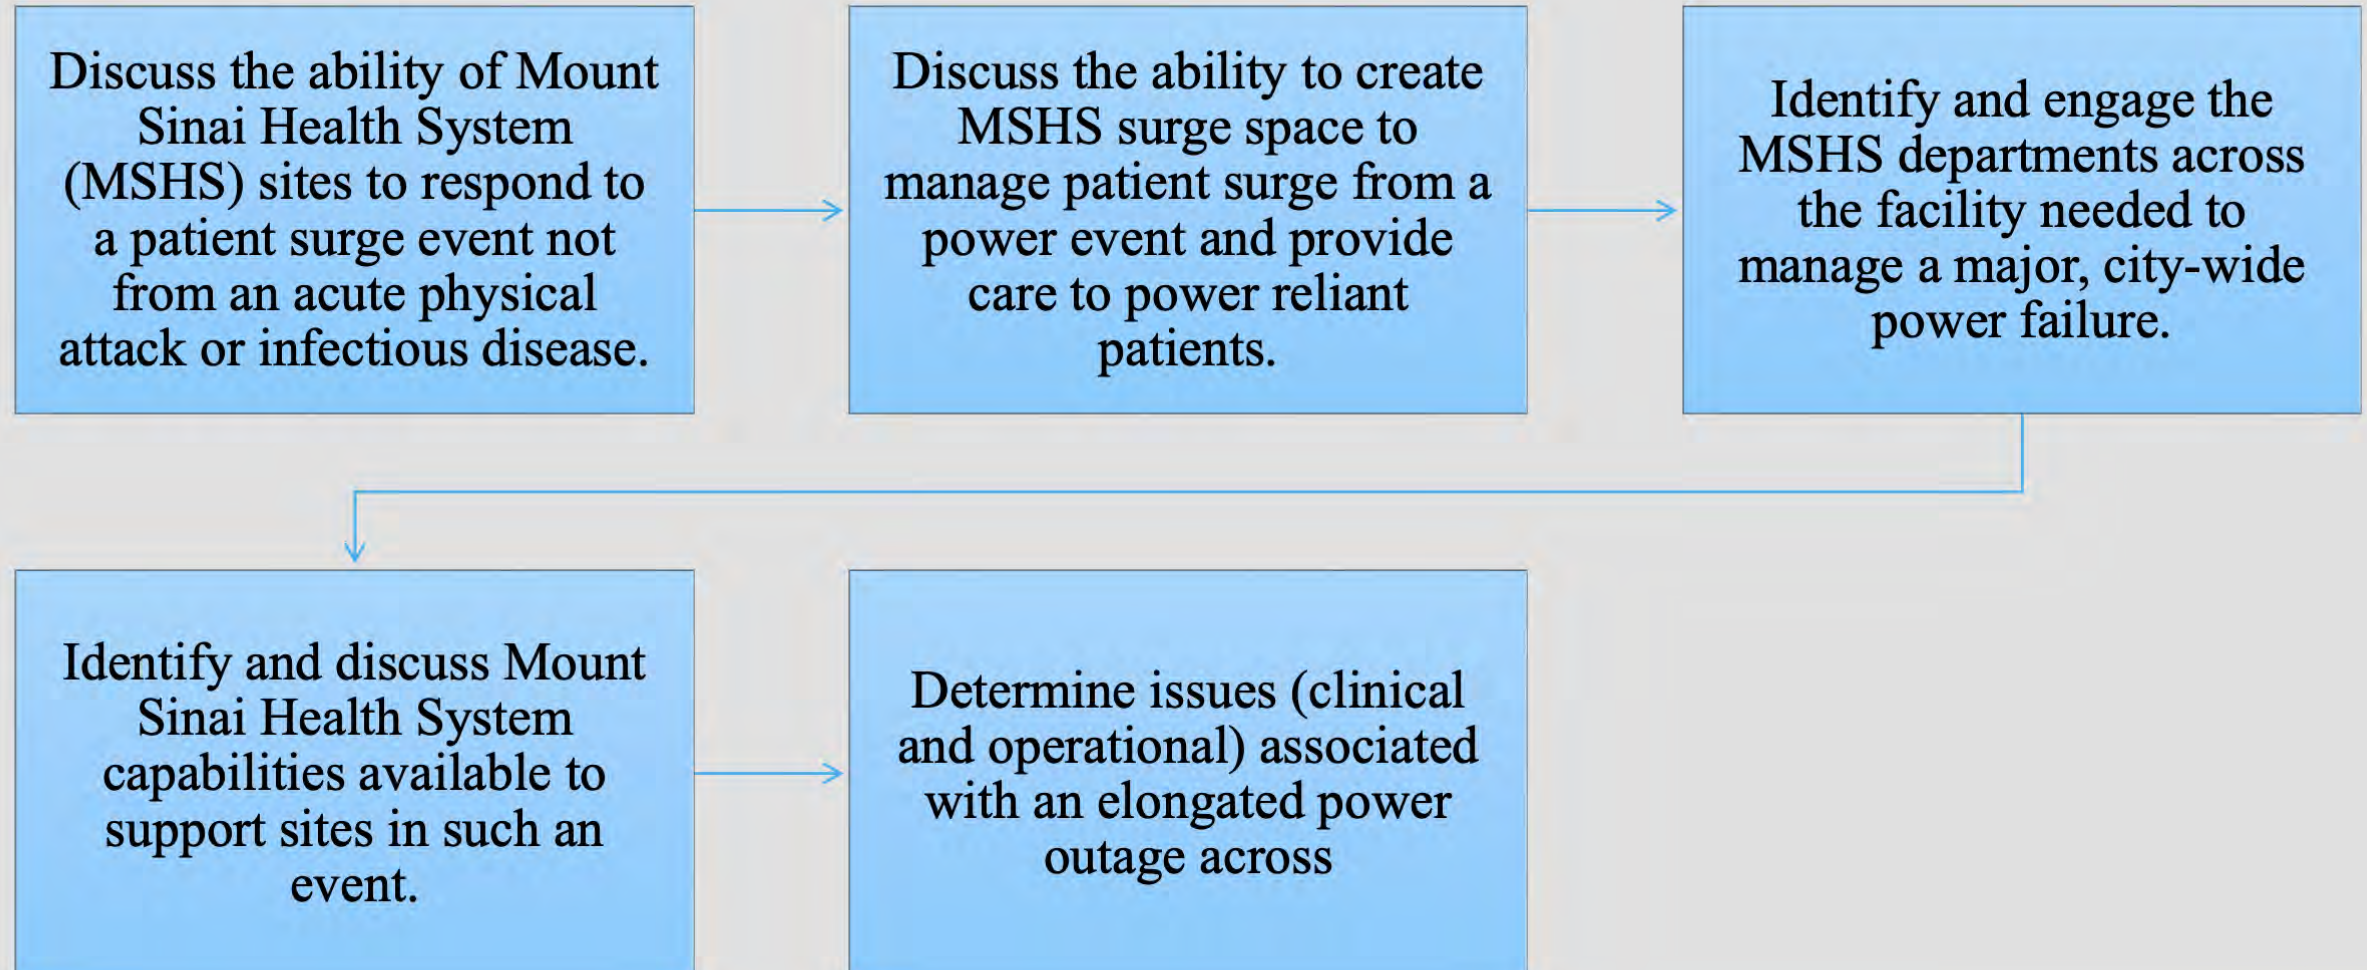 Discuss the ability of Mount
Sinai Health System
(MSHS) sites to respond to
a patient surge event not
from an acute physical
attack or infectious disease.
Discuss the ability to create
MSHS surge space to
manage patient surge from a
power event and provide
care to power reliant
patients.
Identify and engage the
MSHS departments across
the facility needed to
manage a major, city-wide
power failure.
Identify and discuss Mount
Sinai Health System
capabilities available to
support sites in such an
event.
Determine issues (clinical
and operational) associated
with an elongated power
outage across